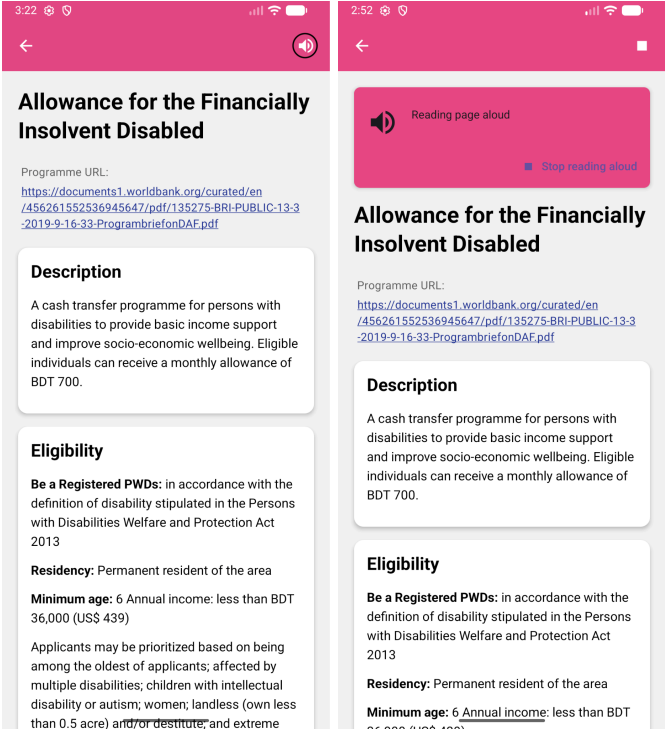 3:22
Allowance for the Financially
Insolvent Disabled
Programme URL:
https://documents1.worldbank.org/curated/en
/456261552536945647/pdf/135275-BRI-PUBLIC-13-3
-2019-9-16-33-ProgrambriefonDAF.pdf
Description
A cash transfer programme for persons with
disabilities to provide basic income support
and improve socio-economic wellbeing. Eligible
individuals can receive a monthly allowance of
BDT 700.
Eligibility
Be a Registered PWDs: in accordance with the
definition of disability stipulated in the Persons
with Disabilities Welfare and Protection Act
2013
Residency: Permanent resident of the area
Minimum age: 6 Annual income: less than BDT
36,000 (US$ 439)
Applicants may be prioritized based on being
among the oldest of applicants; affected by
multiple disabilities; children with intellectual
disability or autism; women; landless (own less
than 0.5 acre) and/or destitute; and extreme
2:52
Reading page aloud
Stop reading aloud
Allowance for the Financially
Insolvent Disabled
Programme URL:
https://documents1.worldbank.org/curated/en
/456261552536945647/pdf/135275-BRI-PUBLIC-13-3
-2019-9-16-33-ProgrambriefonDAF.pdf
Description
A cash transfer programme for persons with
disabilities to provide basic income support
and improve socio-economic wellbeing. Eligible
individuals can receive a monthly allowance of
BDT 700.
Eligibility
Be a Registered PWDs: in accordance with the
definition of disability stipulated in the Persons
with Disabilities Welfare and Protection Act
2013
Residency: Permanent resident of the area
Minimum age: 6 Annual income: less than BDT